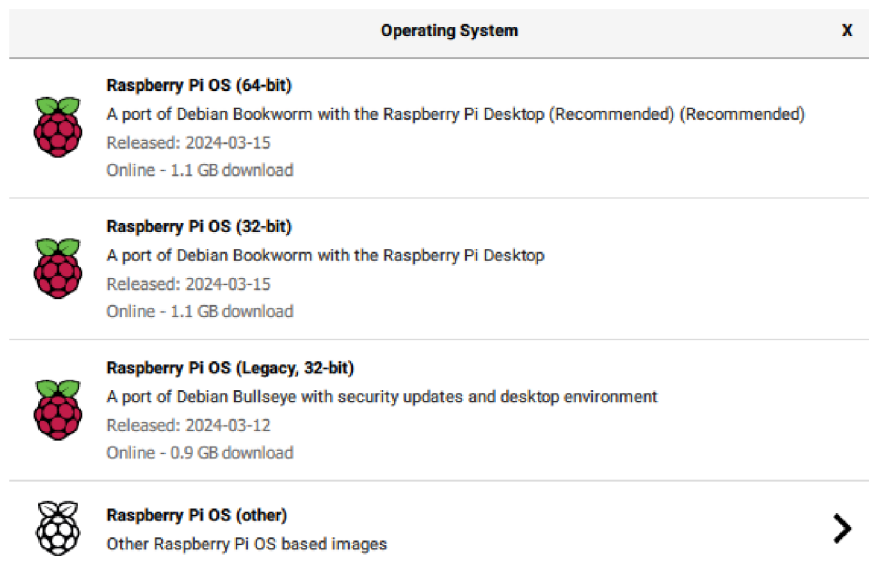 Operating System
X
Raspberry Pi OS (64-bit)
A port of Debian Bookworm with the Raspberry Pi Desktop (Recommended) (Recommended)
Released: 2024-03-15
Online - 1.1 GB download
Raspberry Pi OS (32-bit)
A port of Debian Bookworm with the Raspberry Pi Desktop
Released: 2024-03-15
Online - 1.1 GB download
Raspberry Pi OS (Legacy, 32-bit)
A port of Debian Bullseye with security updates and desktop environment
Released: 2024-03-12
Online - 0.9 GB download
Raspberry Pi OS (other)
Other Raspberry Pi OS based images